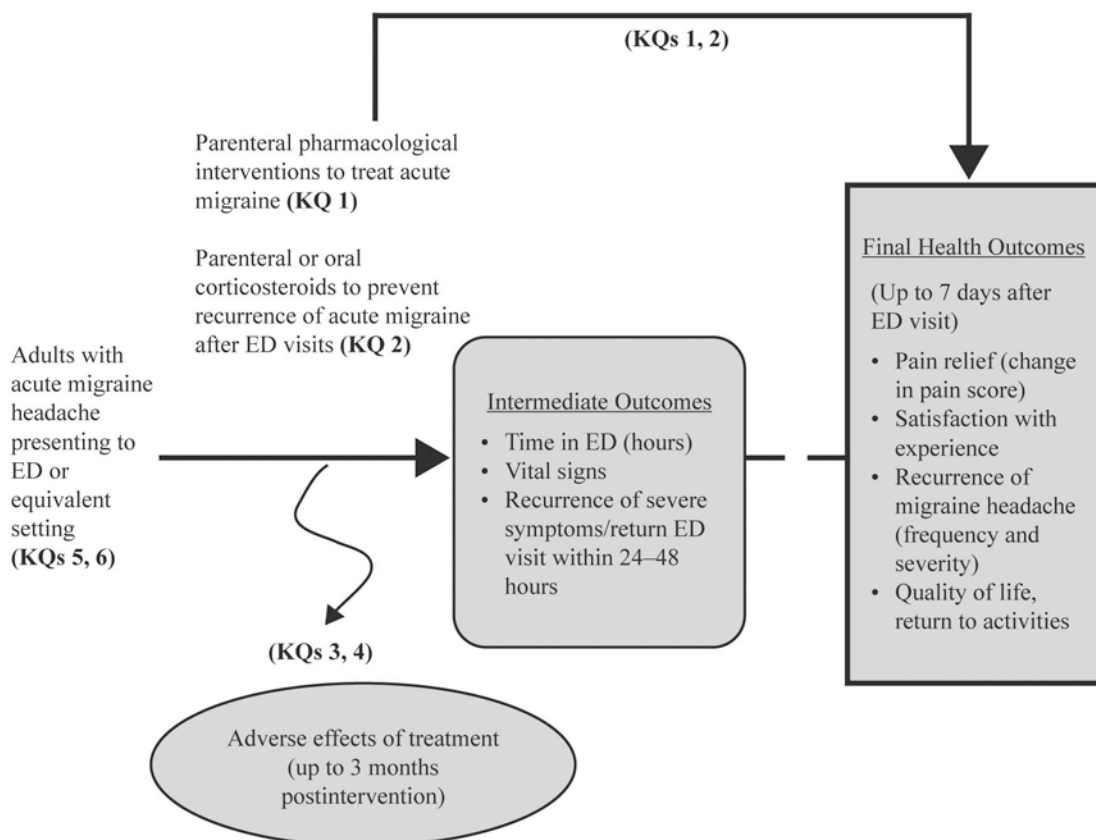 (KQs 1, 2)
Parenteral pharmacological
interventions to treat acute
migraine (KQ 1)
Parenteral or oral
corticosteroids to prevent
recurrence of acute migraine
after ED visits (KQ 2)
Adults with
acute migraine
headache
presenting to
ED or
equivalent
setting
(KQs 5, 6)
Intermediate Outcomes
• Time in ED (hours)
• Vital signs
• Recurrence of severe
symptoms/return ED
visit within 24–48
hours
Final Health Outcomes
(Up to 7 days after
ED visit)
• Pain relief (change
in pain score)
• Satisfaction with
experience
• Recurrence of
migraine headache
(frequency and
severity)
• Quality of life,
return to activities
(KQs 3, 4)
Adverse effects of treatment
(up to 3 months
postintervention)